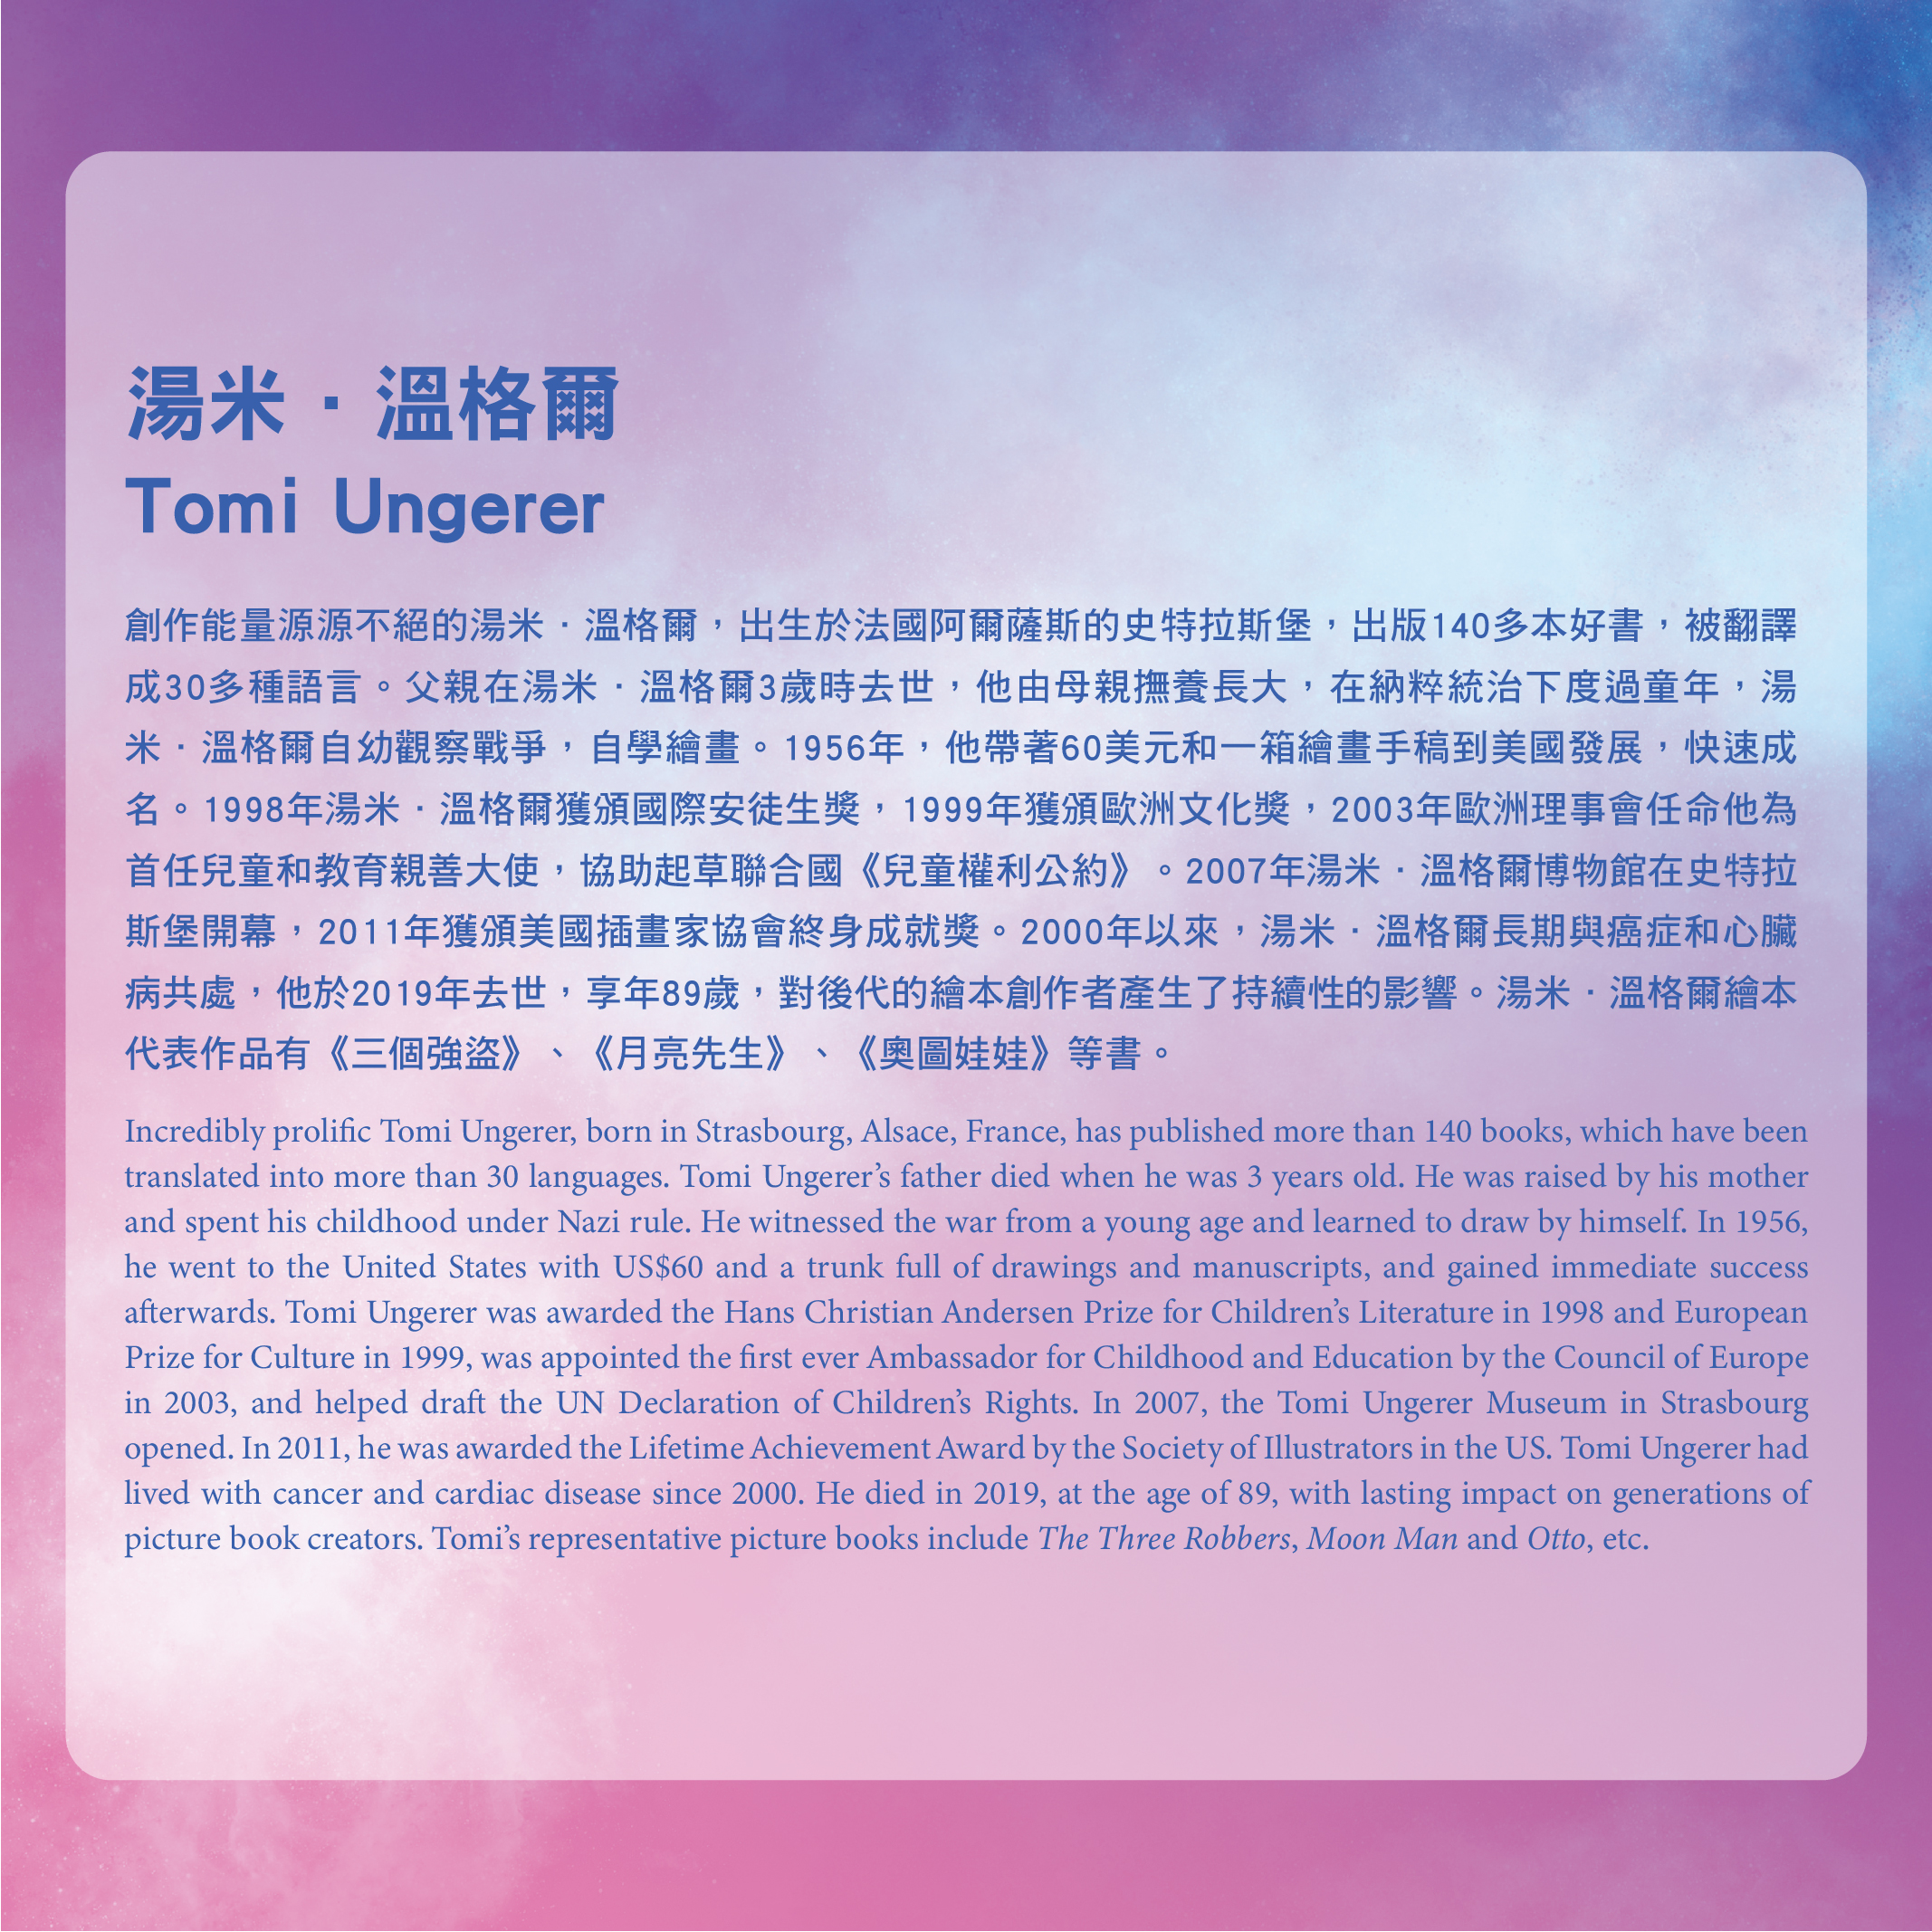 湯米．溫格爾
Tomi Ungerer
創作能量源源不絕的湯米．溫格爾，出生於法國阿爾薩斯的史特拉斯堡，出版140多本好書，被翻譯
成30多種語言。父親在湯米．溫格爾3歲時去世，他由母親撫養長大，在納粹統治下度過童年，湯
米．溫格爾自幼觀察戰爭，自學繪畫。1956年，他帶著60美元和一箱繪畫手稿到美國發展，快速成
名。1998年湯米．溫格爾獲頒國際安徒生獎，1999年獲頒歐洲文化獎，2003年歐洲理事會任命他為
首任兒童和教育親善大使，協助起草聯合國《兒童權利公約》。2007年湯米．溫格爾博物館在史特拉
斯堡開幕，2011年獲頒美國插畫家協會終身成就獎。2000年以來，湯米．溫格爾長期與癌症和心臟
病共處，他於2019年去世，享年89歲，對後代的繪本創作者產生了持續性的影響。湯米．溫格爾繪本
代表作品有《三個強盜》、《月亮先生》、《奧圖娃娃》等書。
Incredibly prolific Tomi Ungerer, born in Strasbourg, Alsace, France, has published more than 140 books, which have been
translated into more than 30 languages. Tomi Ungerer’s father died when he was 3 years old. He was raised by his mother
and spent his childhood under Nazi rule. He witnessed the war from a young age and learned to draw by himself. In 1956,
he went to the United States with US$60 and a trunk full of drawings and manuscripts, and gained immediate success
afterwards. Tomi Ungerer was awarded the Hans Christian Andersen Prize for Children’s Literature in 1998 and European
Prize for Culture in 1999, was appointed the first ever Ambassador for Childhood and Education by the Council of Europe
in 2003, and helped draft the UN Declaration of Children’s Rights. In 2007, the Tomi Ungerer Museum in Strasbourg
opened. In 2011, he was awarded the Lifetime Achievement Award by the Society of Illustrators in the US. Tomi Ungerer had
lived with cancer and cardiac disease since 2000. He died in 2019, at the age of 89, with lasting impact on generations of
picture book creators. Tomi’s representative picture books include The Three Robbers, Moon Man and Otto, etc.